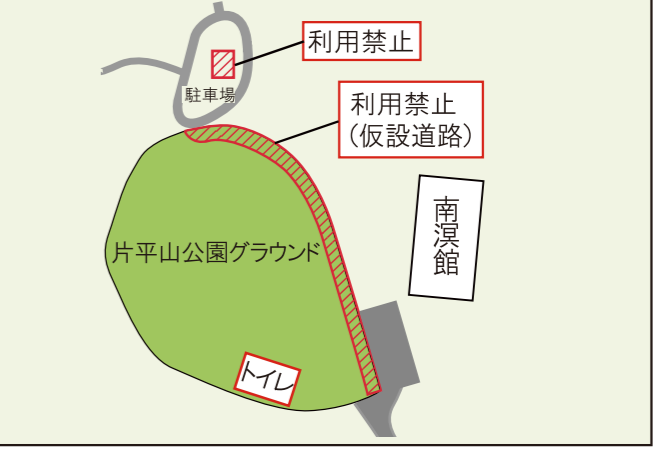 利用禁止
駐車場
利用禁止
(仮設道路)
南溟館
片平山公園グラウンド
トイレ